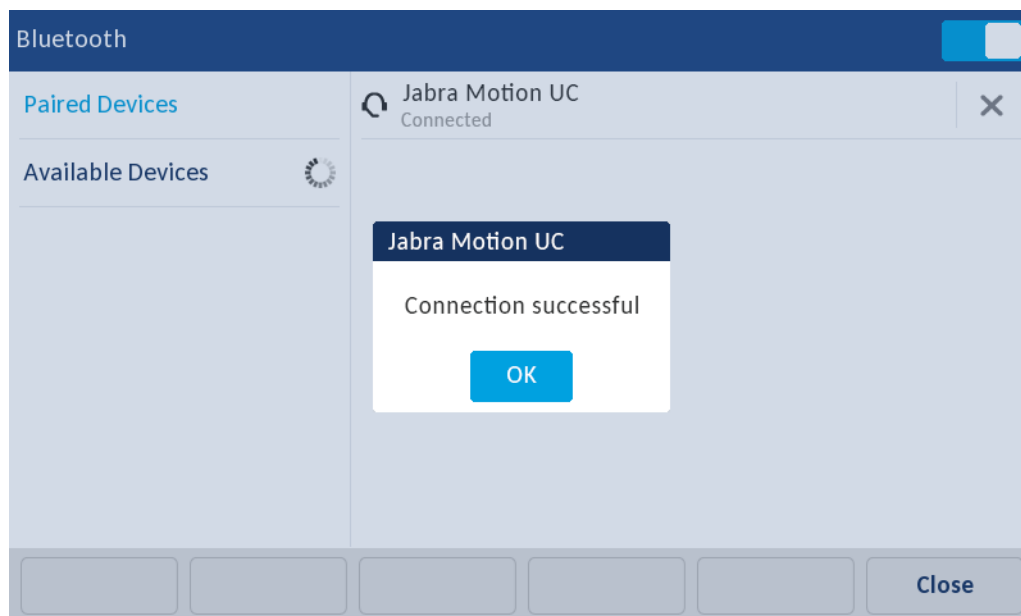 Bluetooth
Paired Devices
Available Devices
Jabra Motion UC
Connected
Jabra Motion UC
Connection successful
OK
Close